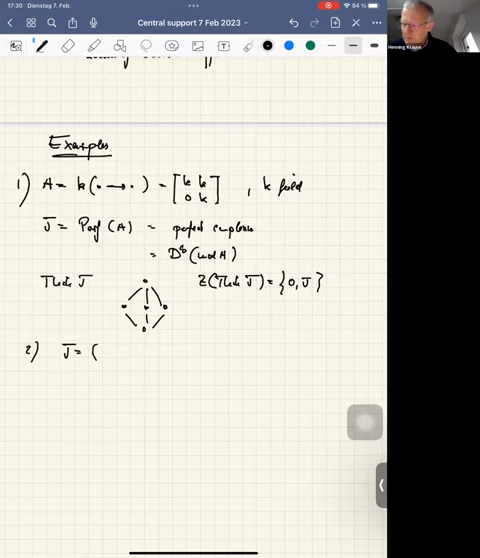 17:30 Dienstag 7. Feb.
94 %
Central support 7 Feb 2023
Henning Krause
Examples
1) A = k(∘ → ∘) = [k k; 0 k] , k field
T = Perf(A) = perfect complexes
= D^b(mod A)
Thick T Z(Thick T) = {0, T}
2) T = (